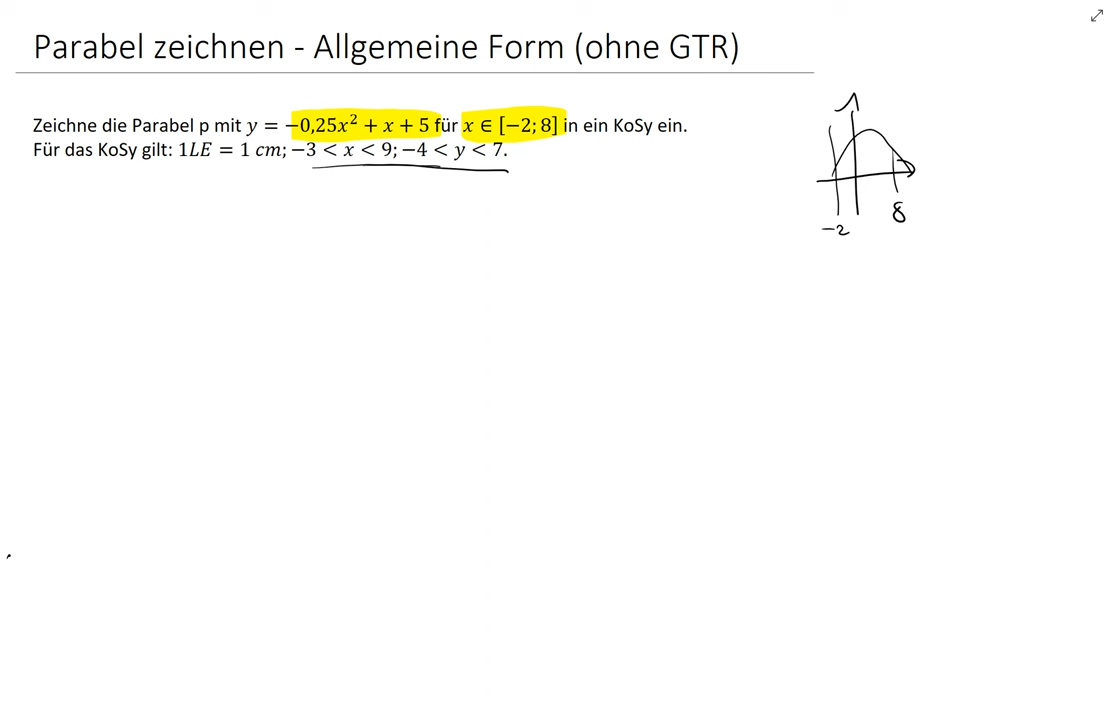 Parabel zeichnen - Allgemeine Form (ohne GTR)
Zeichne die Parabel p mit y = −0,25x² + x + 5 für x ∈ [−2; 8] in ein KoSy ein.
Für das KoSy gilt: 1LE = 1 cm; −3 < x < 9; −4 < y < 7.
8
−2